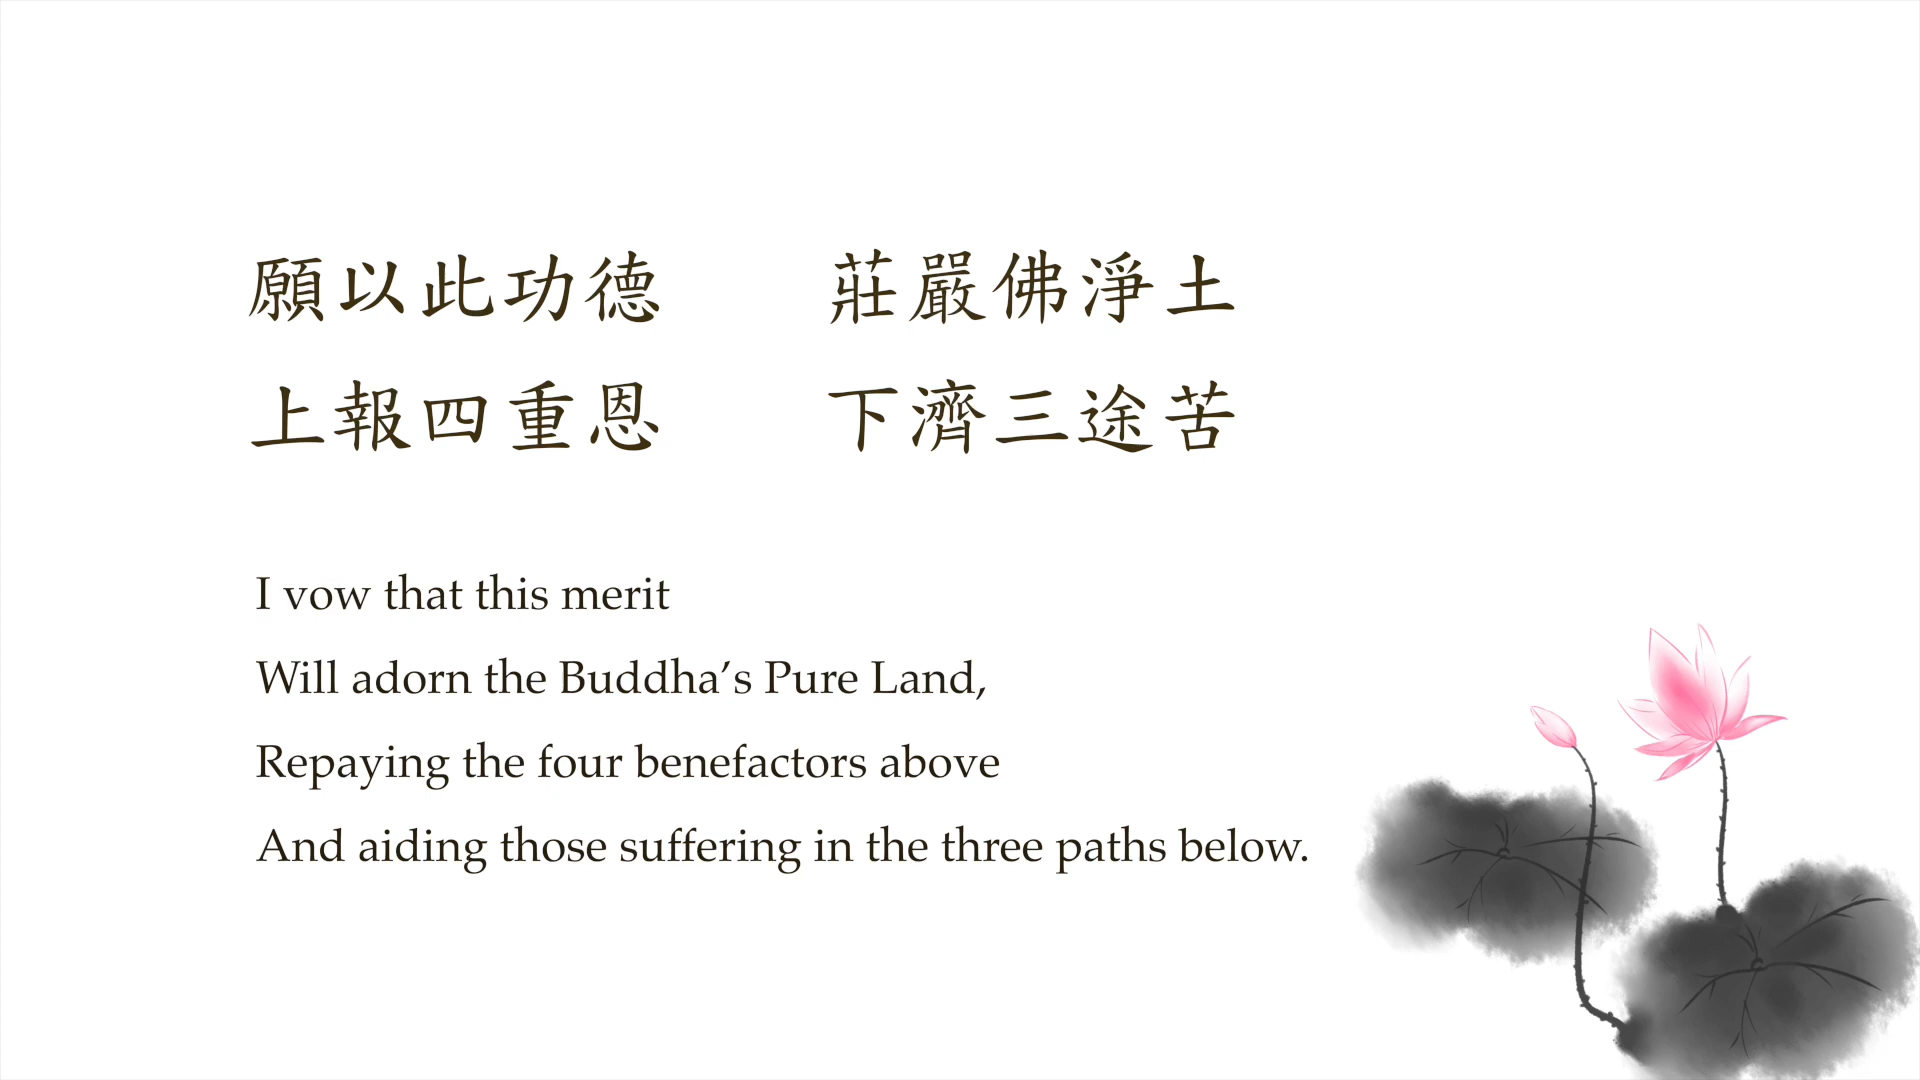 願以此功德 莊嚴佛淨土
上報四重恩 下濟三途苦
I vow that this merit
Will adorn the Buddha’s Pure Land,
Repaying the four benefactors above
And aiding those suffering in the three paths below.